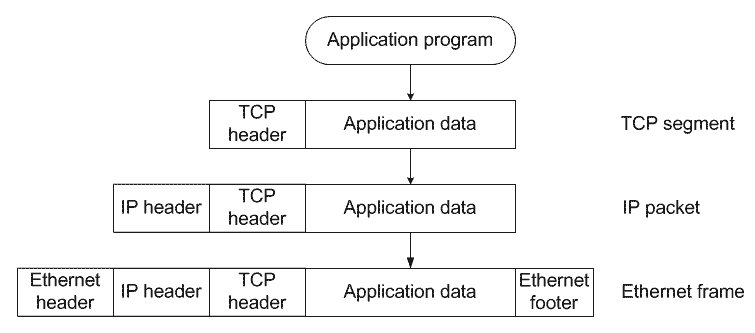 Application program
TCP
header
Application data
TCP segment
IP header
TCP
header
Application data
IP packet
Ethernet
header
IP header
TCP
header
Application data
Ethernet
footer
Ethernet frame